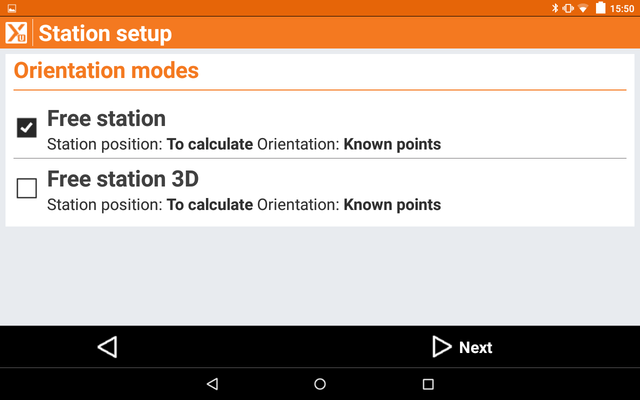 15:50
Station setup
Orientation modes
Free station
Station position: To calculate Orientation: Known points
Free station 3D
Station position: To calculate Orientation: Known points
Next